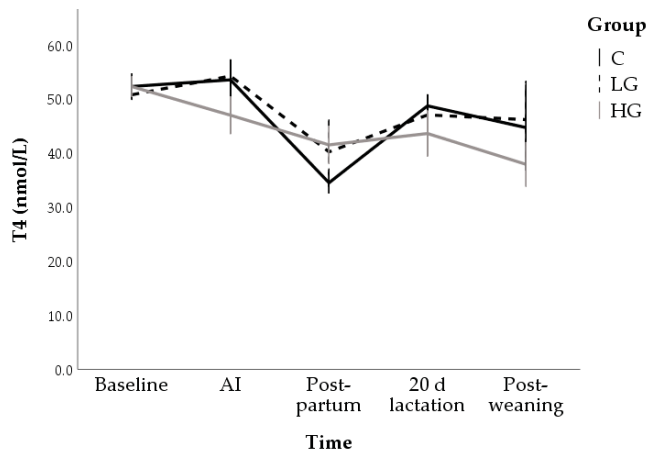 Group
C
LG
HG
60.0
50.0
40.0
30.0
20.0
10.0
0.0
T4 (nmol/L)
Baseline
AI
Post-
partum
20 d
lactation
Post-
weaning
Time